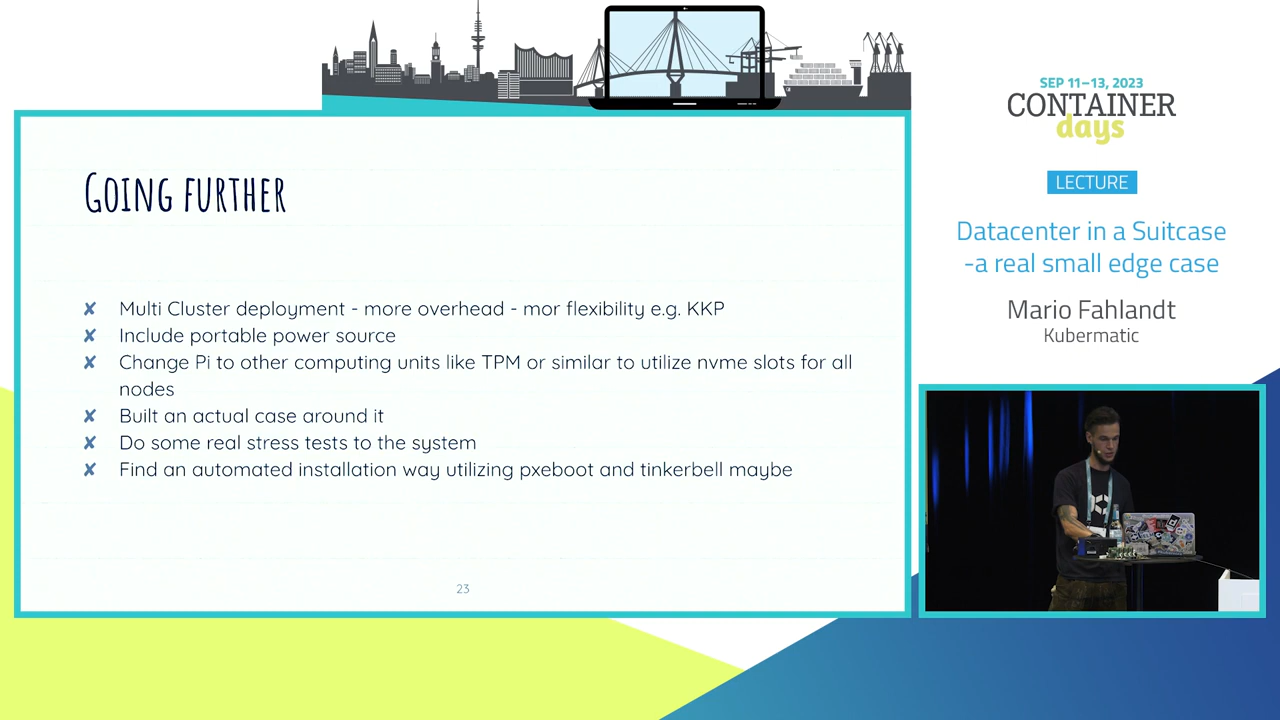 SEP 11–13, 2023
CONTAINER
days
LECTURE
Datacenter in a Suitcase
-a real small edge case
Mario Fahlandt
Kubermatic
Going further
✘ Multi Cluster deployment - more overhead - mor flexibility e.g. KKP
✘ Include portable power source
✘ Change Pi to other computing units like TPM or similar to utilize nvme slots for all
nodes
✘ Built an actual case around it
✘ Do some real stress tests to the system
✘ Find an automated installation way utilizing pxeboot and tinkerbell maybe
23